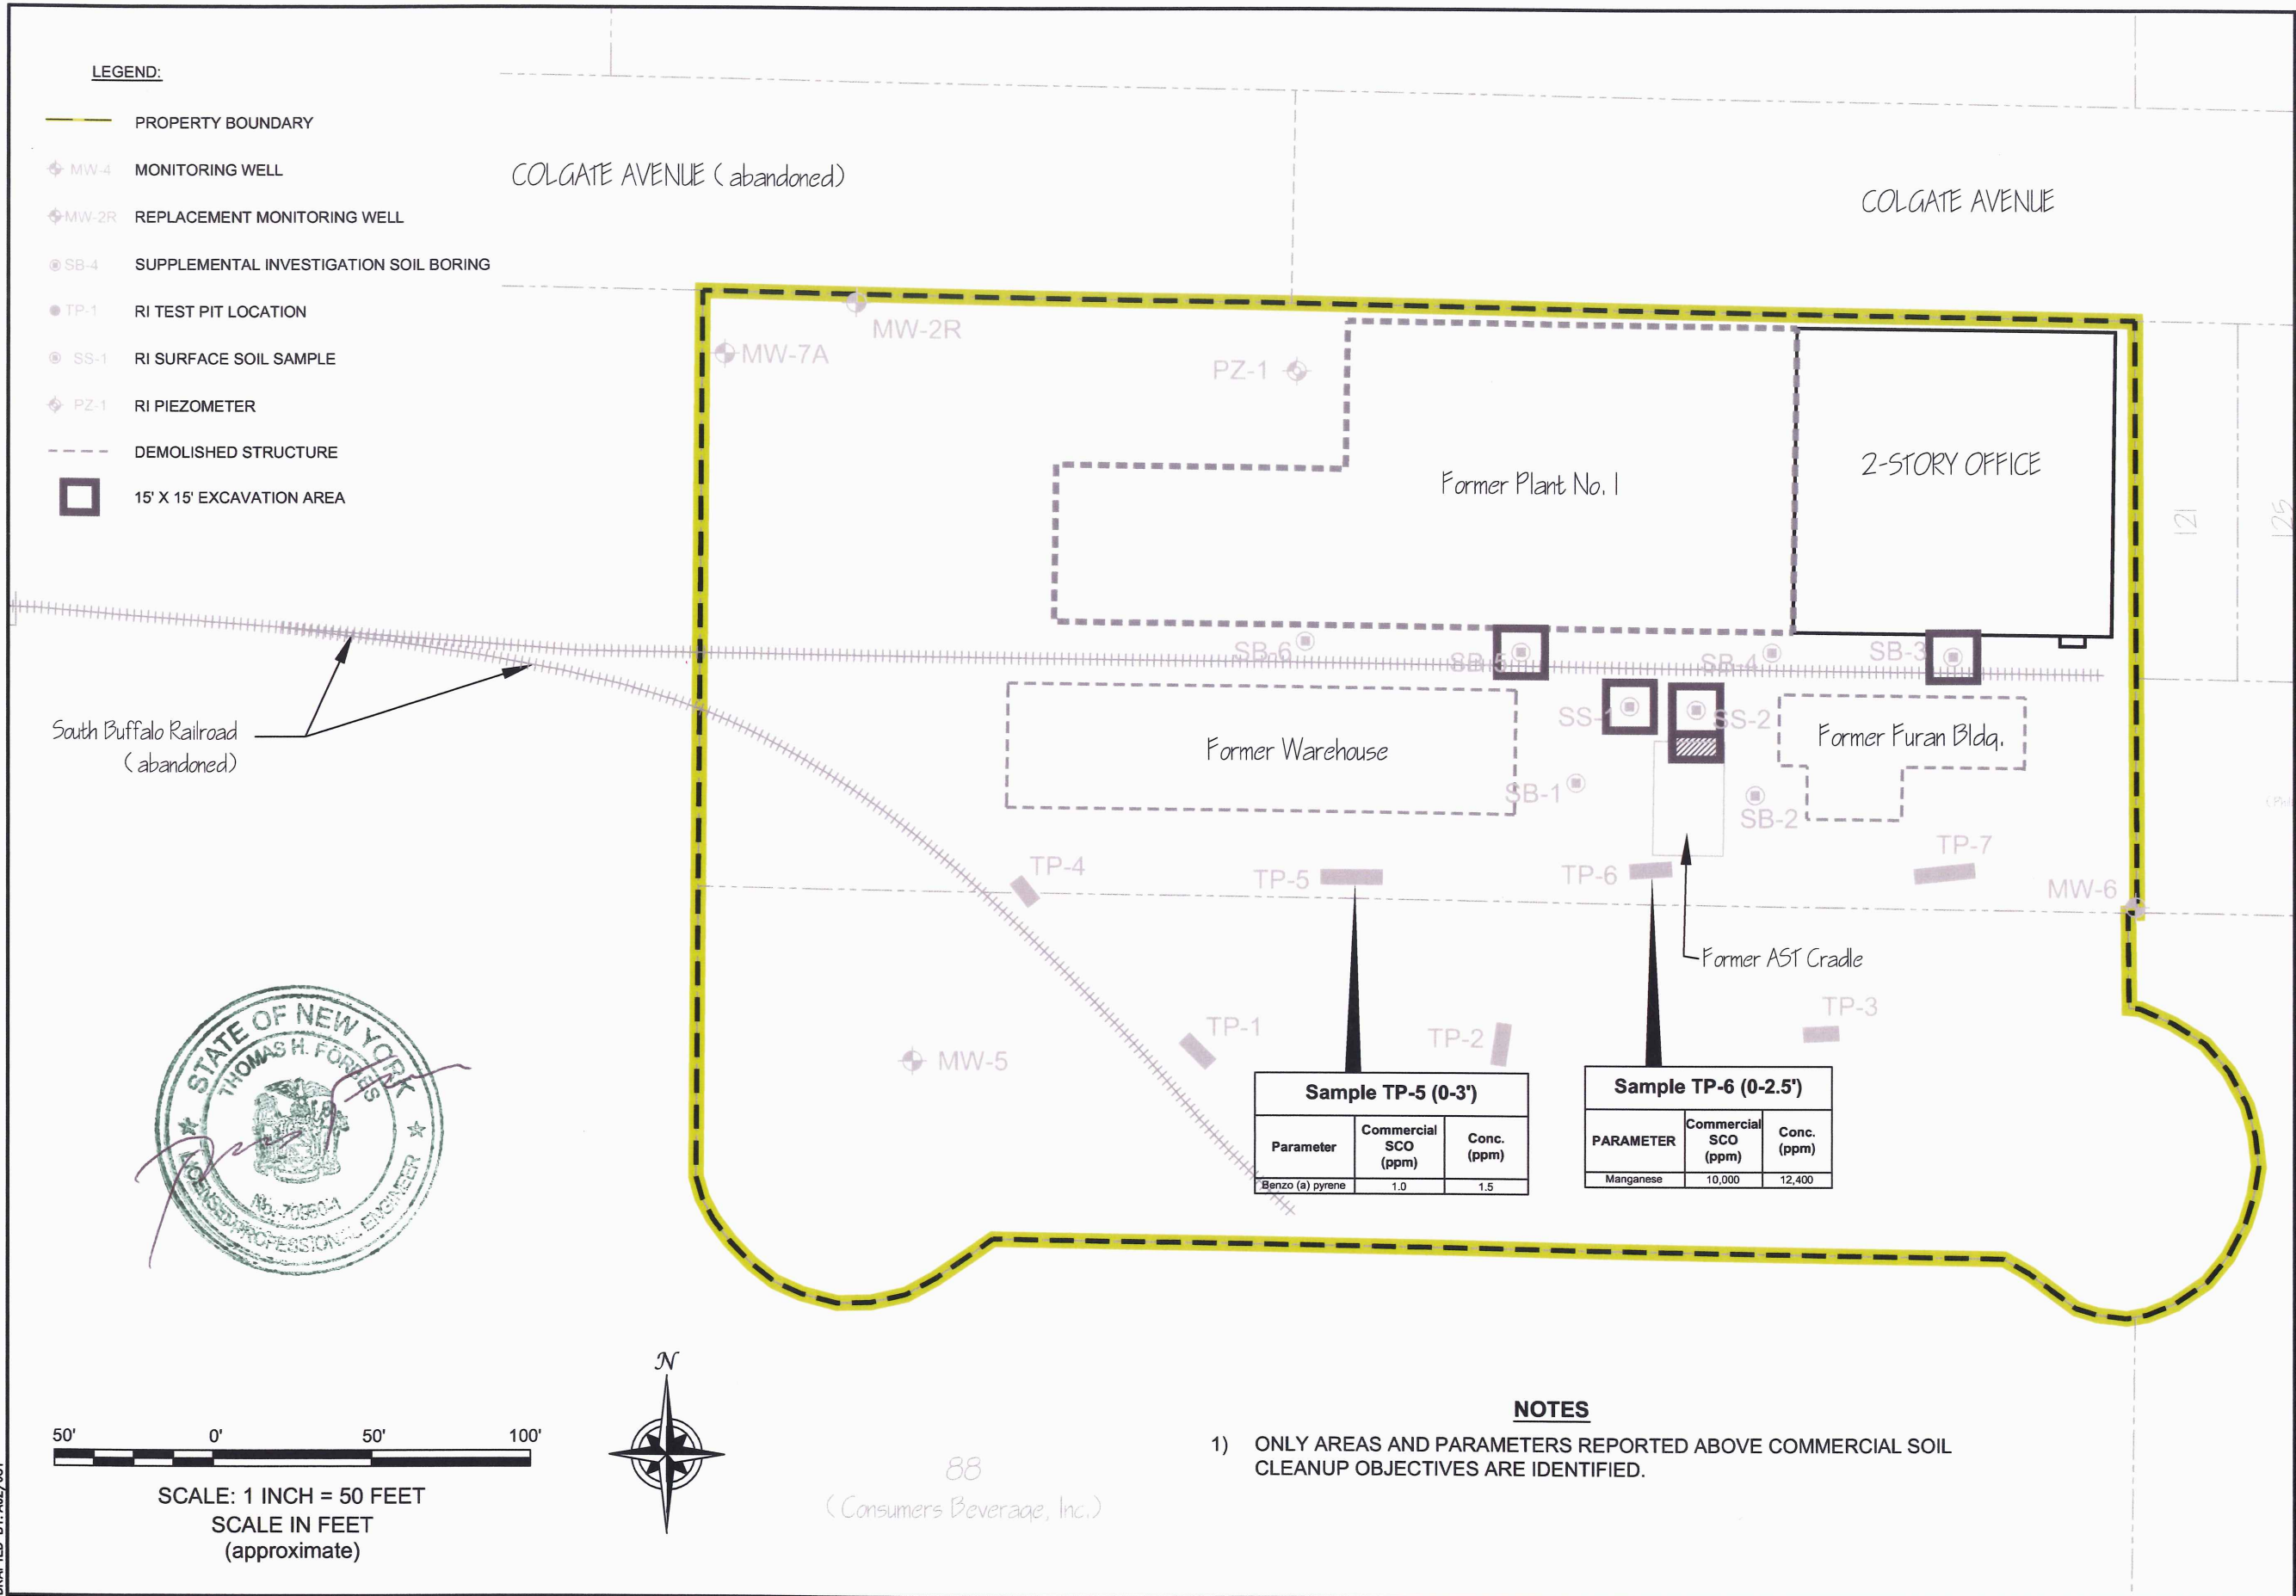 LEGEND:
PROPERTY BOUNDARY
MW-4 MONITORING WELL
MW-2R REPLACEMENT MONITORING WELL
SB-4 SUPPLEMENTAL INVESTIGATION SOIL BORING
TP-1 RI TEST PIT LOCATION
SS-1 RI SURFACE SOIL SAMPLE
PZ-1 RI PIEZOMETER
DEMOLISHED STRUCTURE
15' X 15' EXCAVATION AREA
COLGATE AVENUE (abandoned)
COLGATE AVENUE
MW-2R
MW-7A
PZ-1
Former Plant No. 1
2-STORY OFFICE
121
125
SB-6
SB-5
SB-4
SB-3
South Buffalo Railroad
(abandoned)
SS-1
SS-2
Former Warehouse
Former Furan Bldg.
SB-1
SB-2
TP-4
TP-5
TP-6
TP-7
MW-6
Former AST Cradle
TP-1
TP-2
TP-3
MW-5
Sample TP-5 (0-3')
Parameter Commercial SCO (ppm) Conc. (ppm)
Benzo (a) pyrene 1.0 1.5
Sample TP-6 (0-2.5')
PARAMETER Commercial SCO (ppm) Conc. (ppm)
Manganese 10,000 12,400
STATE OF NEW YORK
THOMAS H. FORBES
LICENSED PROFESSIONAL ENGINEER
N
50' 0' 50' 100'
SCALE: 1 INCH = 50 FEET
SCALE IN FEET
(approximate)
88
(Consumers Beverage, Inc.)
NOTES
1) ONLY AREAS AND PARAMETERS REPORTED ABOVE COMMERCIAL SOIL
CLEANUP OBJECTIVES ARE IDENTIFIED.